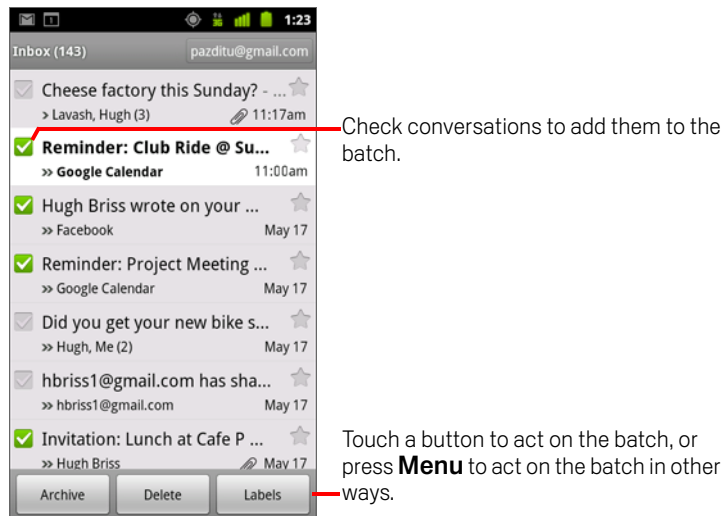 1:23
Inbox (143) pazditu@gmail.com
Cheese factory this Sunday? - ...
> Lavash, Hugh (3) 11:17am
Reminder: Club Ride @ Su...
» Google Calendar 11:00am
Hugh Briss wrote on your ...
» Facebook May 17
Reminder: Project Meeting ...
» Google Calendar May 17
Did you get your new bike s...
» Hugh, Me (2) May 17
hbriss1@gmail.com has sha...
» hbriss1@gmail.com May 17
Invitation: Lunch at Cafe P ...
» Hugh Briss May 17
Archive Delete Labels
Check conversations to add them to the
batch.
Touch a button to act on the batch, or
press Menu to act on the batch in other
ways.